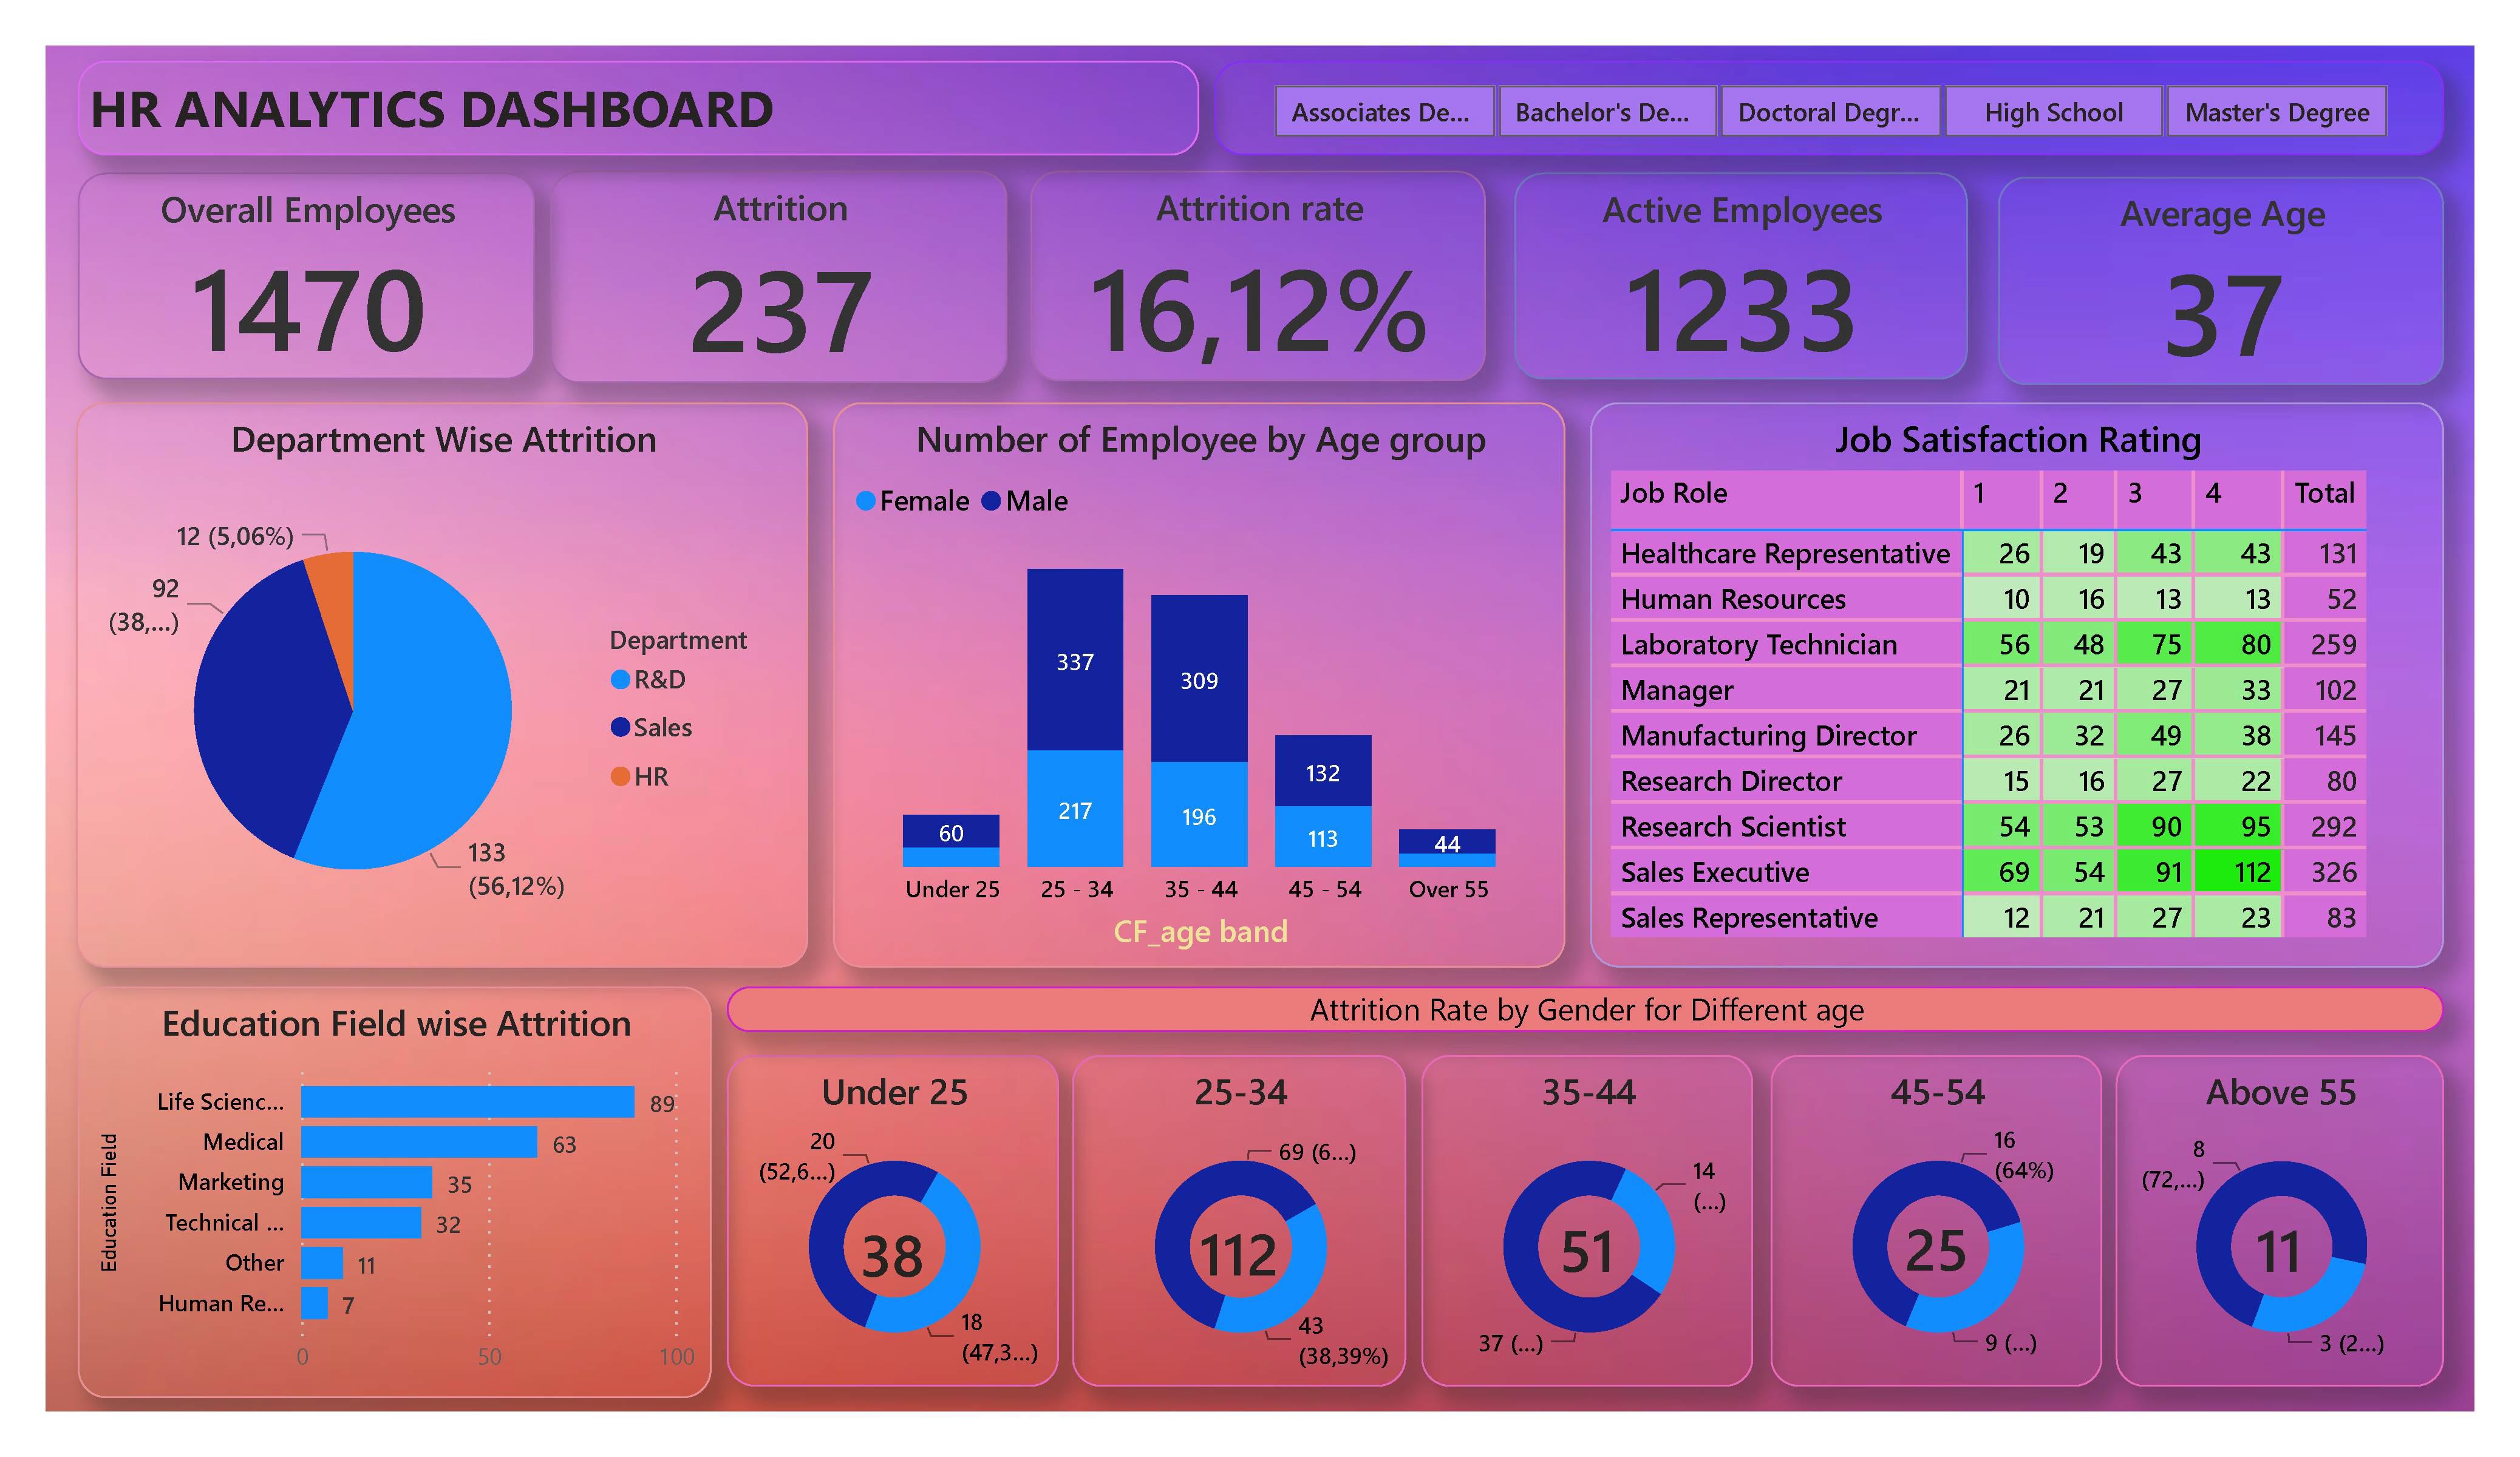 HR ANALYTICS DASHBOARD
Associates De...
Bachelor's De...
Doctoral Degr...
High School
Master's Degree
Overall Employees
1470
Attrition
237
Attrition rate
16,12%
Active Employees
1233
Average Age
37
Department Wise Attrition
12 (5,06%)
92
(38,...)
133
(56,12%)
Department
R&D
Sales
HR
Number of Employee by Age group
Female Male
60
337
217
309
196
132
113
44
Under 25 25 - 34 35 - 44 45 - 54 Over 55
CF_age band
Job Satisfaction Rating
Job Role 1 2 3 4 Total
Healthcare Representative 26 19 43 43 131
Human Resources 10 16 13 13 52
Laboratory Technician 56 48 75 80 259
Manager 21 21 27 33 102
Manufacturing Director 26 32 49 38 145
Research Director 15 16 27 22 80
Research Scientist 54 53 90 95 292
Sales Executive 69 54 91 112 326
Sales Representative 12 21 27 23 83
Education Field wise Attrition
Education Field
Life Scienc... 89
Medical 63
Marketing 35
Technical ... 32
Other 11
Human Re... 7
0 50 100
Attrition Rate by Gender for Different age
Under 25
20
(52,6...)
38
18
(47,3...)
25-34
69 (6...)
112
43
(38,39%)
35-44
14
(...)
51
37 (...)
45-54
16
(64%)
25
9 (...)
Above 55
8
(72,...)
11
3 (2...)